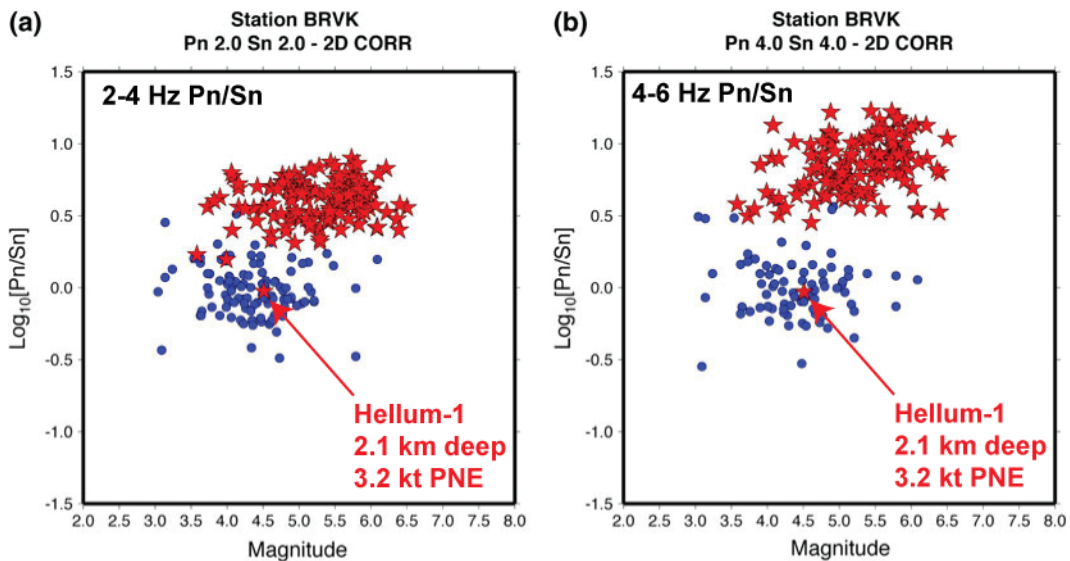 (a)
Station BRVK
Pn 2.0 Sn 2.0 - 2D CORR
2-4 Hz Pn/Sn
1.5
1.0
0.5
0.0
-0.5
-1.0
-1.5
Log10[Pn/Sn]
Hellum-1
2.1 km deep
3.2 kt PNE
2.0 2.5 3.0 3.5 4.0 4.5 5.0 5.5 6.0 6.5 7.0 7.5 8.0
Magnitude
(b)
Station BRVK
Pn 4.0 Sn 4.0 - 2D CORR
4-6 Hz Pn/Sn
1.5
1.0
0.5
0.0
-0.5
-1.0
-1.5
Log10[Pn/Sn]
Hellum-1
2.1 km deep
3.2 kt PNE
2.0 2.5 3.0 3.5 4.0 4.5 5.0 5.5 6.0 6.5 7.0 7.5 8.0
Magnitude